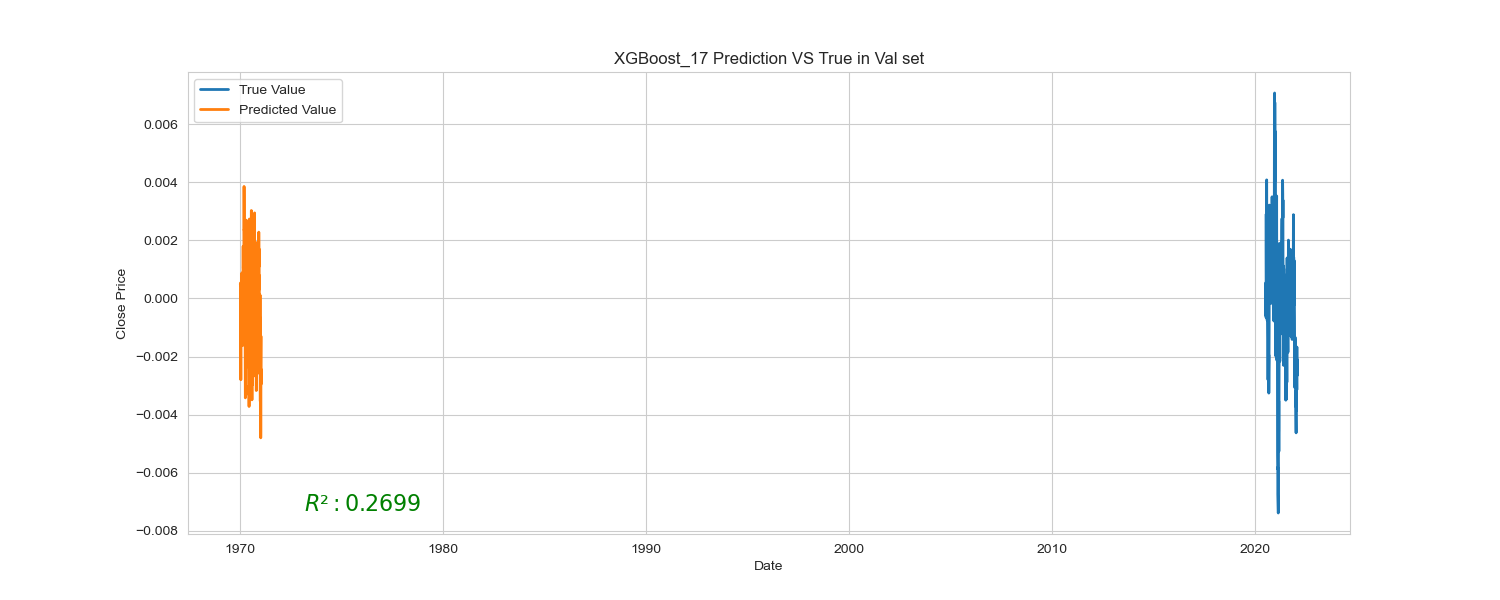 XGBoost_17 Prediction VS True in Val set
True Value
Predicted Value
0.006
0.004
0.002
0.000
−0.002
−0.004
−0.006
−0.008
Close Price
R² : 0.2699
1970 1980 1990 2000 2010 2020
Date